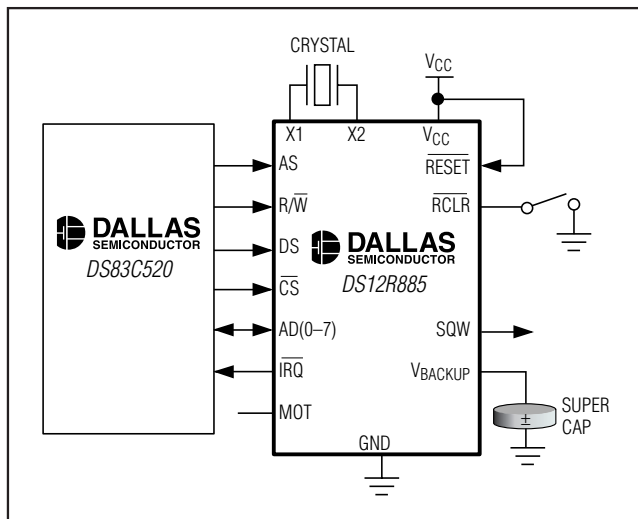 CRYSTAL
VCC
X1
X2
VCC
AS
RESET
R/W
RCLR
DALLAS
SEMICONDUCTOR
DS83C520
DALLAS
SEMICONDUCTOR
DS12R885
DS
CS
AD(0–7)
SQW
IRQ
VBACKUP
MOT
SUPER
CAP
±
GND